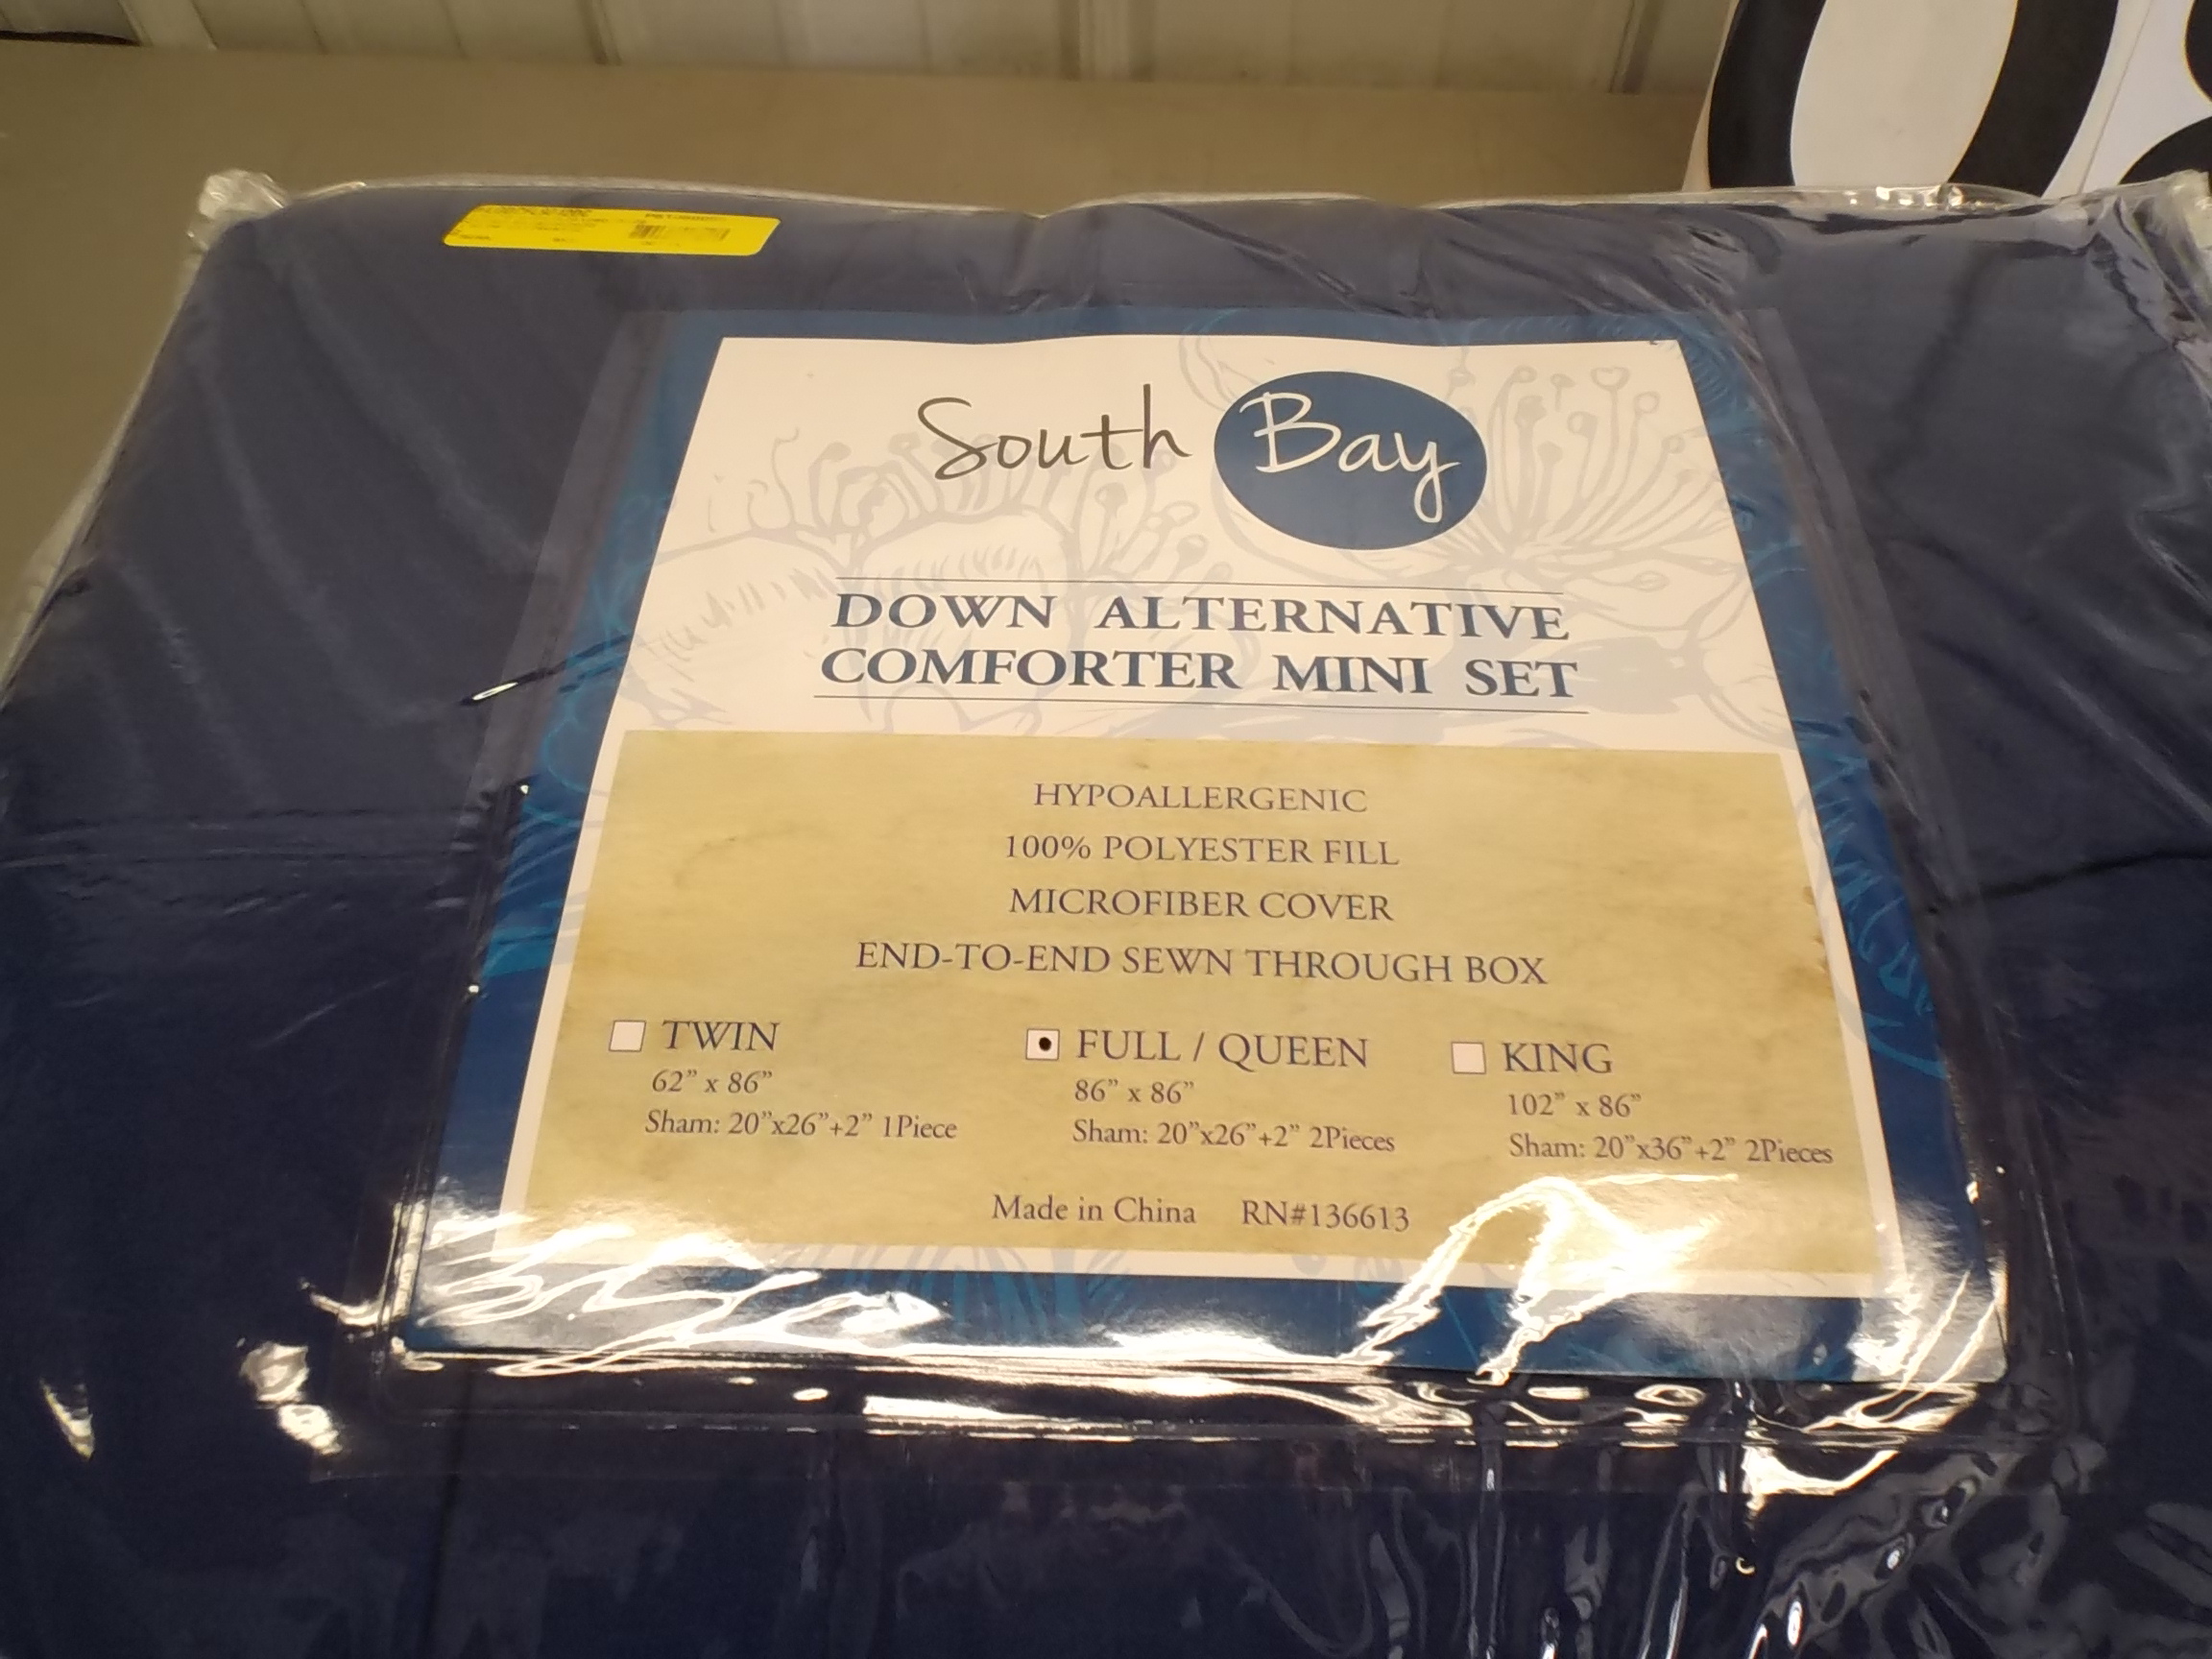 South Bay
DOWN ALTERNATIVE
COMFORTER MINI SET
HYPOALLERGENIC
100% POLYESTER FILL
MICROFIBER COVER
END-TO-END SEWN THROUGH BOX
TWIN
62” x 86”
Sham: 20”x26”+2” 1Piece
FULL / QUEEN
86” x 86”
Sham: 20”x26”+2” 2Pieces
KING
102” x 86”
Sham: 20”x36”+2” 2Pieces
Made in China RN#136613